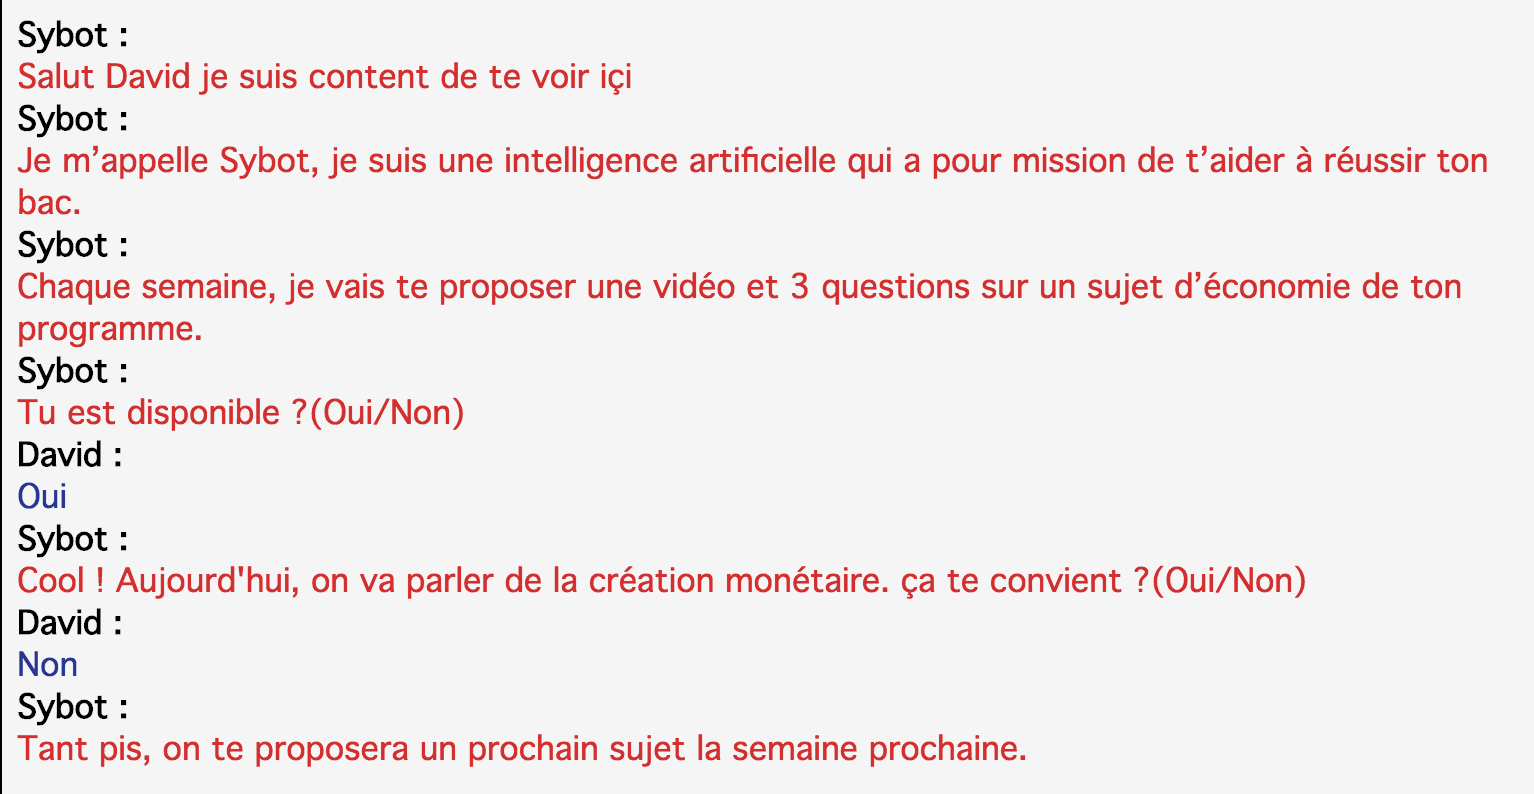 Sybot :
Salut David je suis content de te voir içi
Sybot :
Je m’appelle Sybot, je suis une intelligence artificielle qui a pour mission de t’aider à réussir ton
bac.
Sybot :
Chaque semaine, je vais te proposer une vidéo et 3 questions sur un sujet d’économie de ton
programme.
Sybot :
Tu est disponible ?(Oui/Non)
David :
Oui
Sybot :
Cool ! Aujourd'hui, on va parler de la création monétaire. ça te convient ?(Oui/Non)
David :
Non
Sybot :
Tant pis, on te proposera un prochain sujet la semaine prochaine.